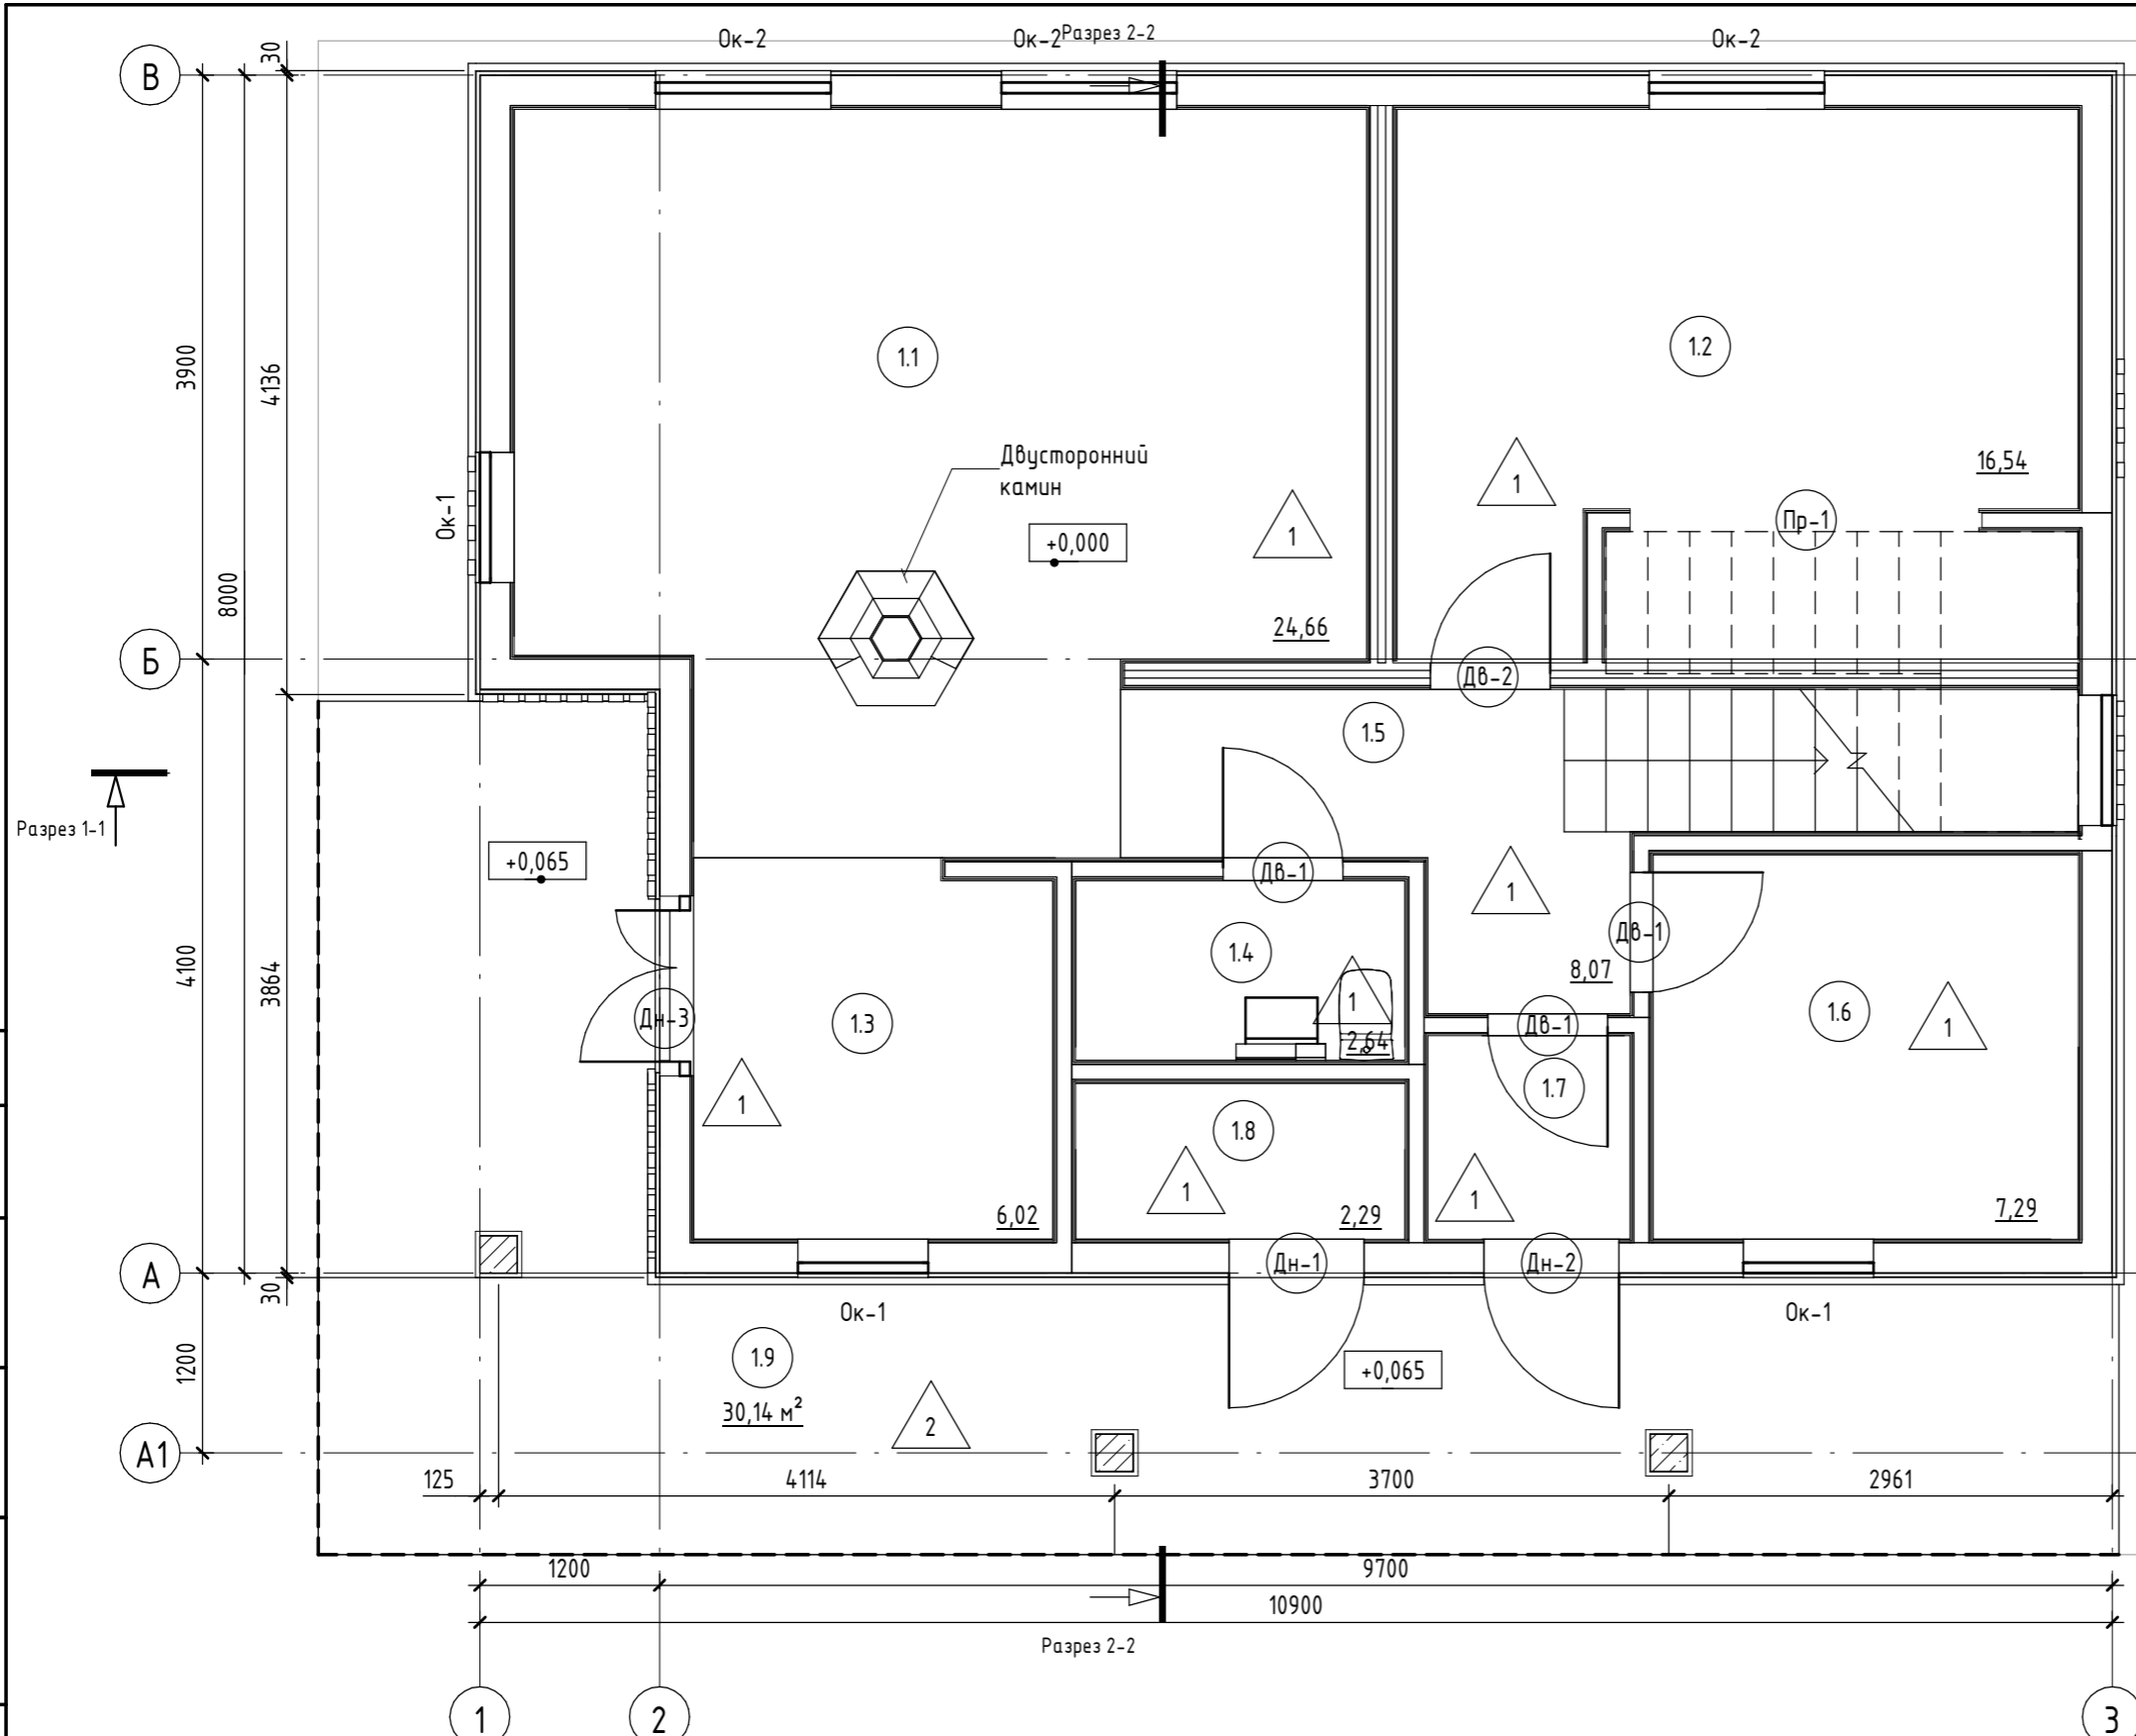 Ок-2
Ок-2
Разрез 2-2
Ок-2
В
30
3900
4136
8000
1.1
1.2
Двусторонний
камин
16,54
1
1
Пр-1
+0,000
Ок-1
24,66
Б
Дв-2
1.5
Разрез 1-1
+0,065
Дв-1
1
Дв-1
4100
3864
1.4
8,07
1
1.6
1
Дн-3
1.3
2,64
Дв-1
1.7
1
1.8
1
1
6,02
2,29
7,29
А
30
Дн-1
Дн-2
Ок-1
Ок-1
1200
1.9
30,14 м²
2
+0,065
А1
125
4114
3700
2961
1200
9700
10900
Разрез 2-2
1
2
3